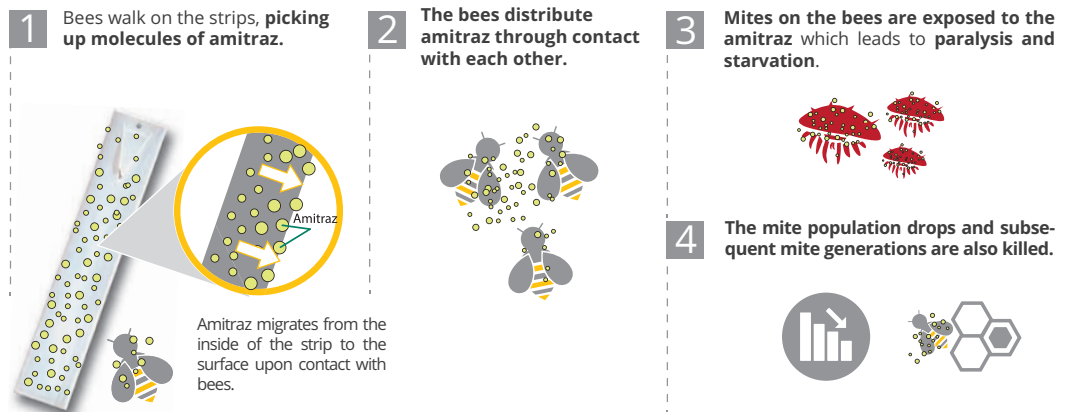 1
Bees walk on the strips, picking
up molecules of amitraz.
Amitraz
Amitraz migrates from the
inside of the strip to the
surface upon contact with
bees.
2
The bees distribute
amitraz through contact
with each other.
3
Mites on the bees are exposed to the
amitraz which leads to paralysis and
starvation.
4
The mite population drops and subse-
quent mite generations are also killed.